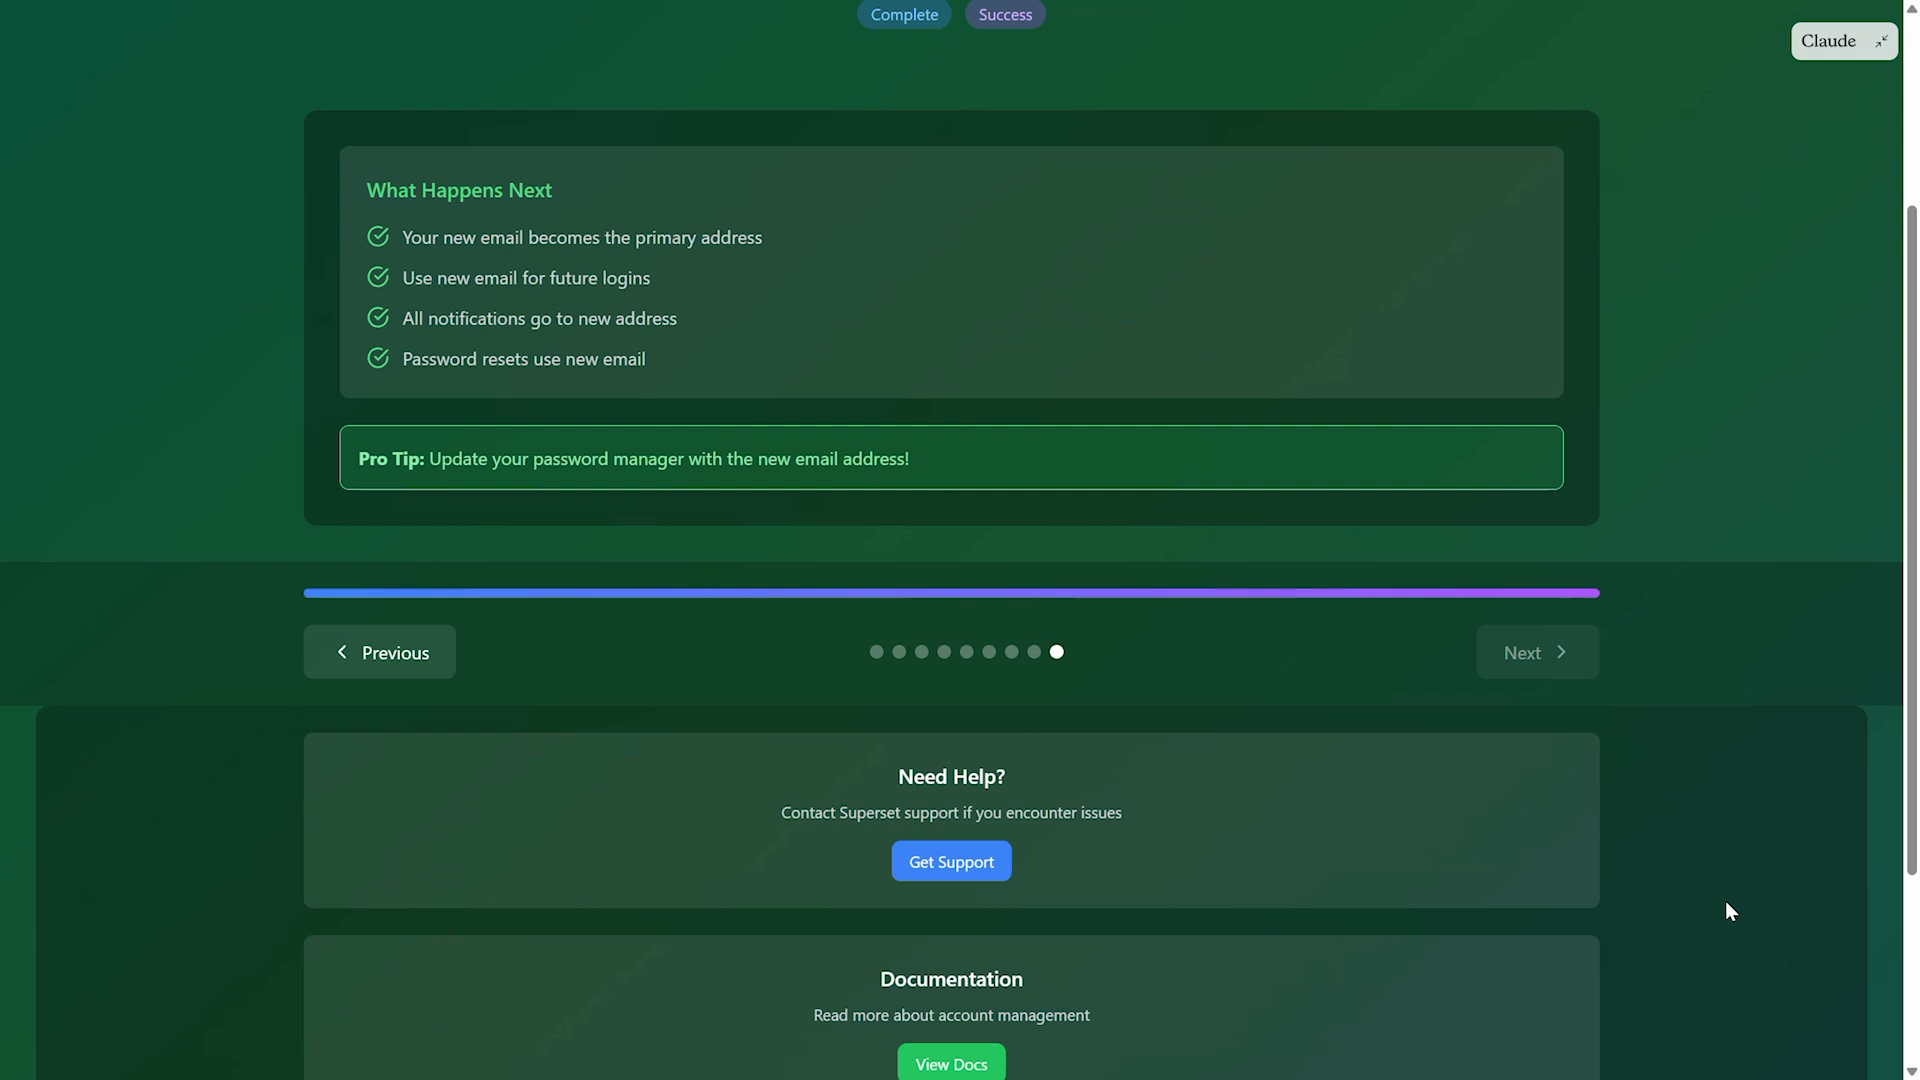 Complete
Success
Claude
What Happens Next
Your new email becomes the primary address
Use new email for future logins
All notifications go to new address
Password resets use new email
Pro Tip: Update your password manager with the new email address!
Previous
Next
Need Help?
Contact Superset support if you encounter issues
Get Support
Documentation
Read more about account management
View Docs